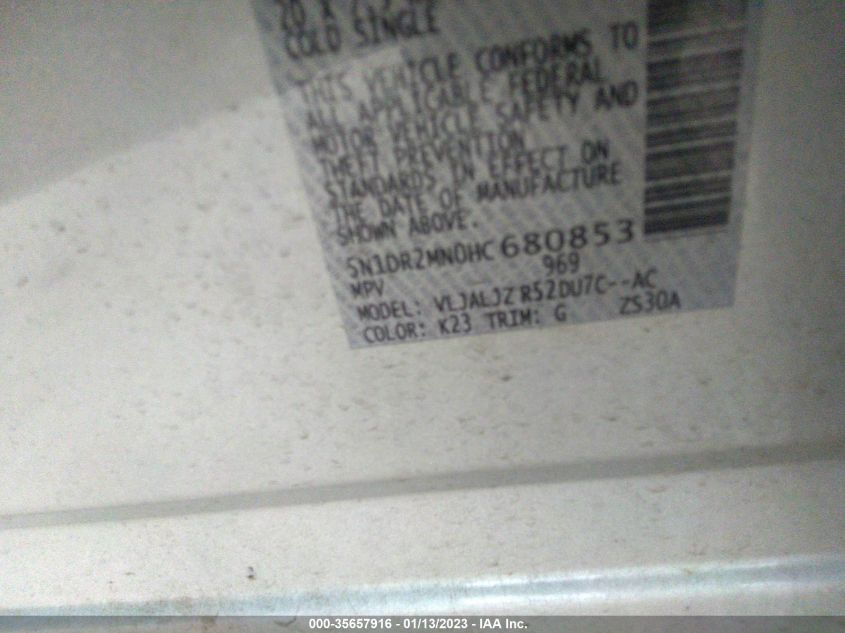 COLD SINGLE
THIS VEHICLE CONFORMS TO
ALL APPLICABLE FEDERAL
MOTOR VEHICLE SAFETY AND
THEFT PREVENTION
STANDARDS IN EFFECT ON
THE DATE OF MANUFACTURE
SHOWN ABOVE.
5N1DR2MN0HC680853
MPV 969
MODEL: VLJALJZ R52DU7C--AC
COLOR: K23 TRIM: G ZS30A
000-35657916 - 01/13/2023 - IAA Inc.